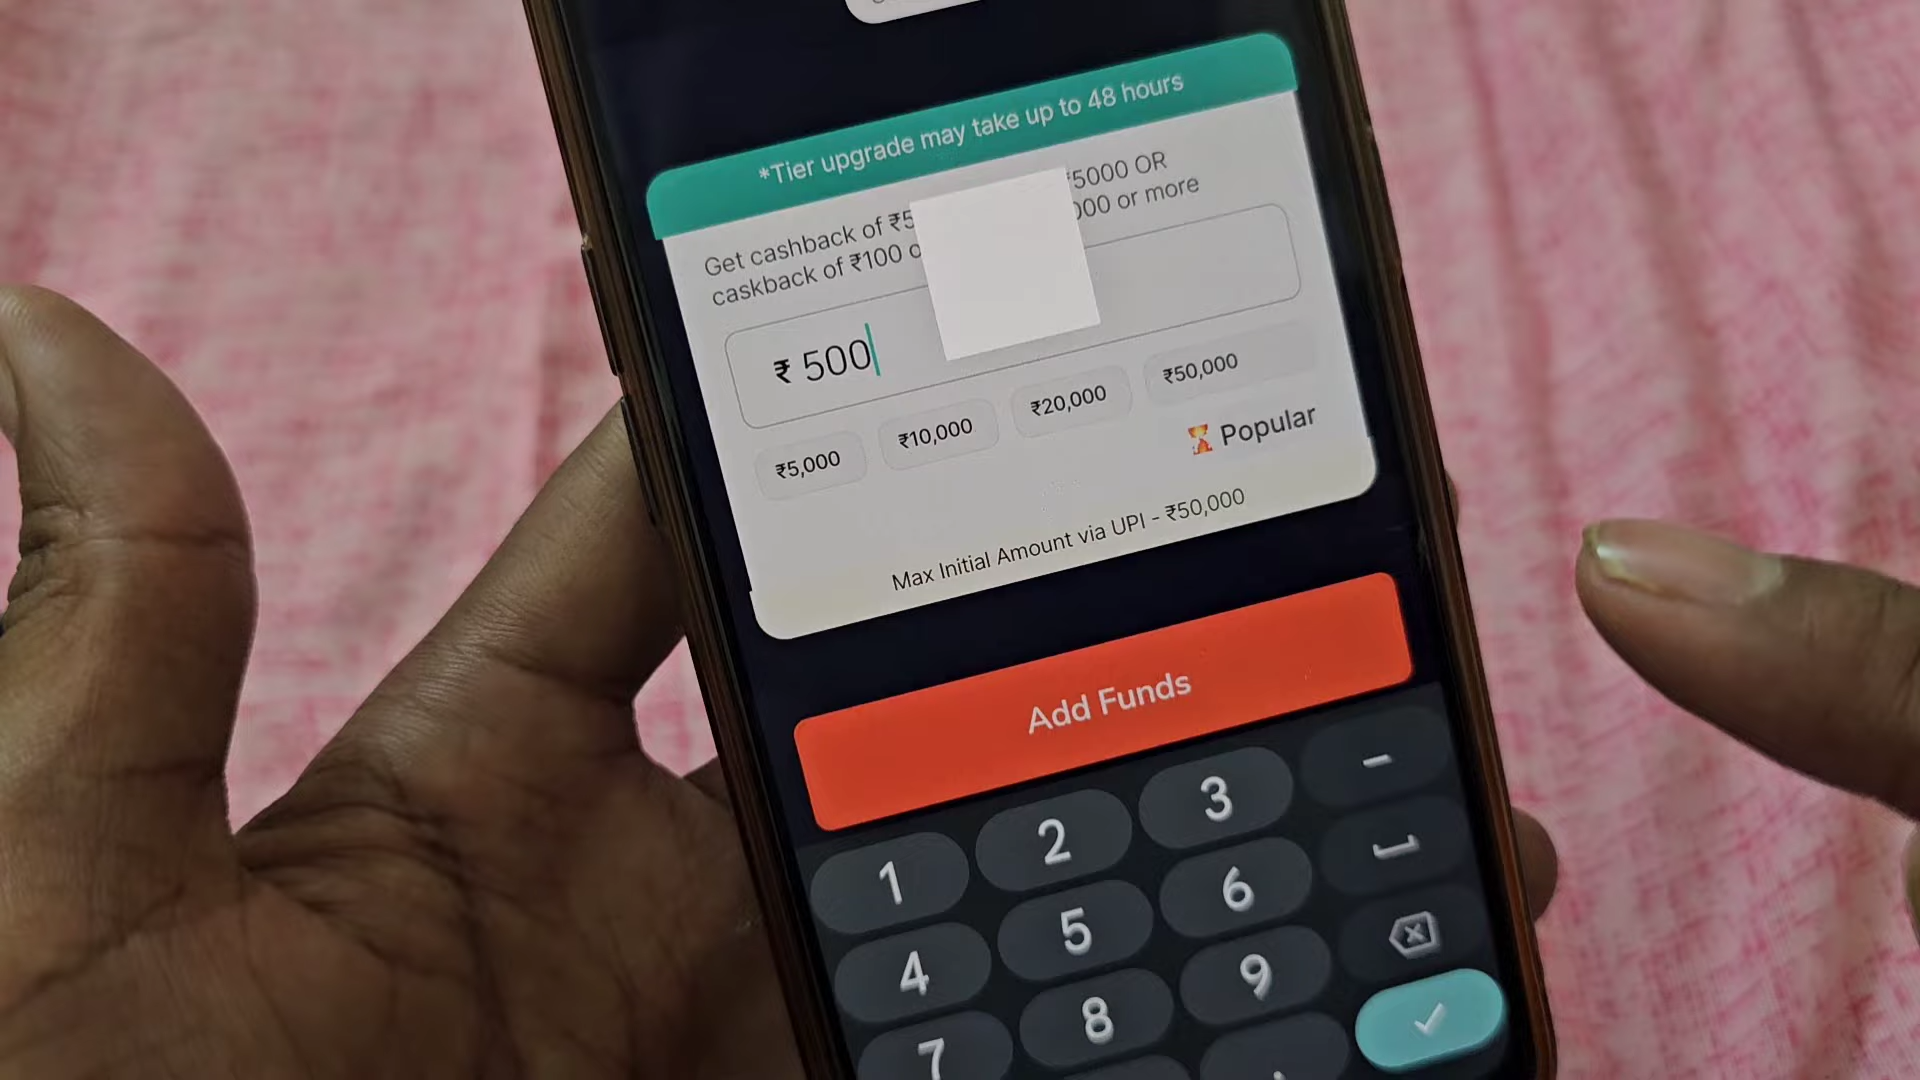 *Tier upgrade may take up to 48 hours
Get cashback of ₹5 ₹5000 OR
caskback of ₹100 000 or more
₹ 500
₹5,000 ₹10,000 ₹20,000 ₹50,000
Popular
Max Initial Amount via UPI - ₹50,000
Add Funds
1 2 3 -
4 5 6
7 8 9